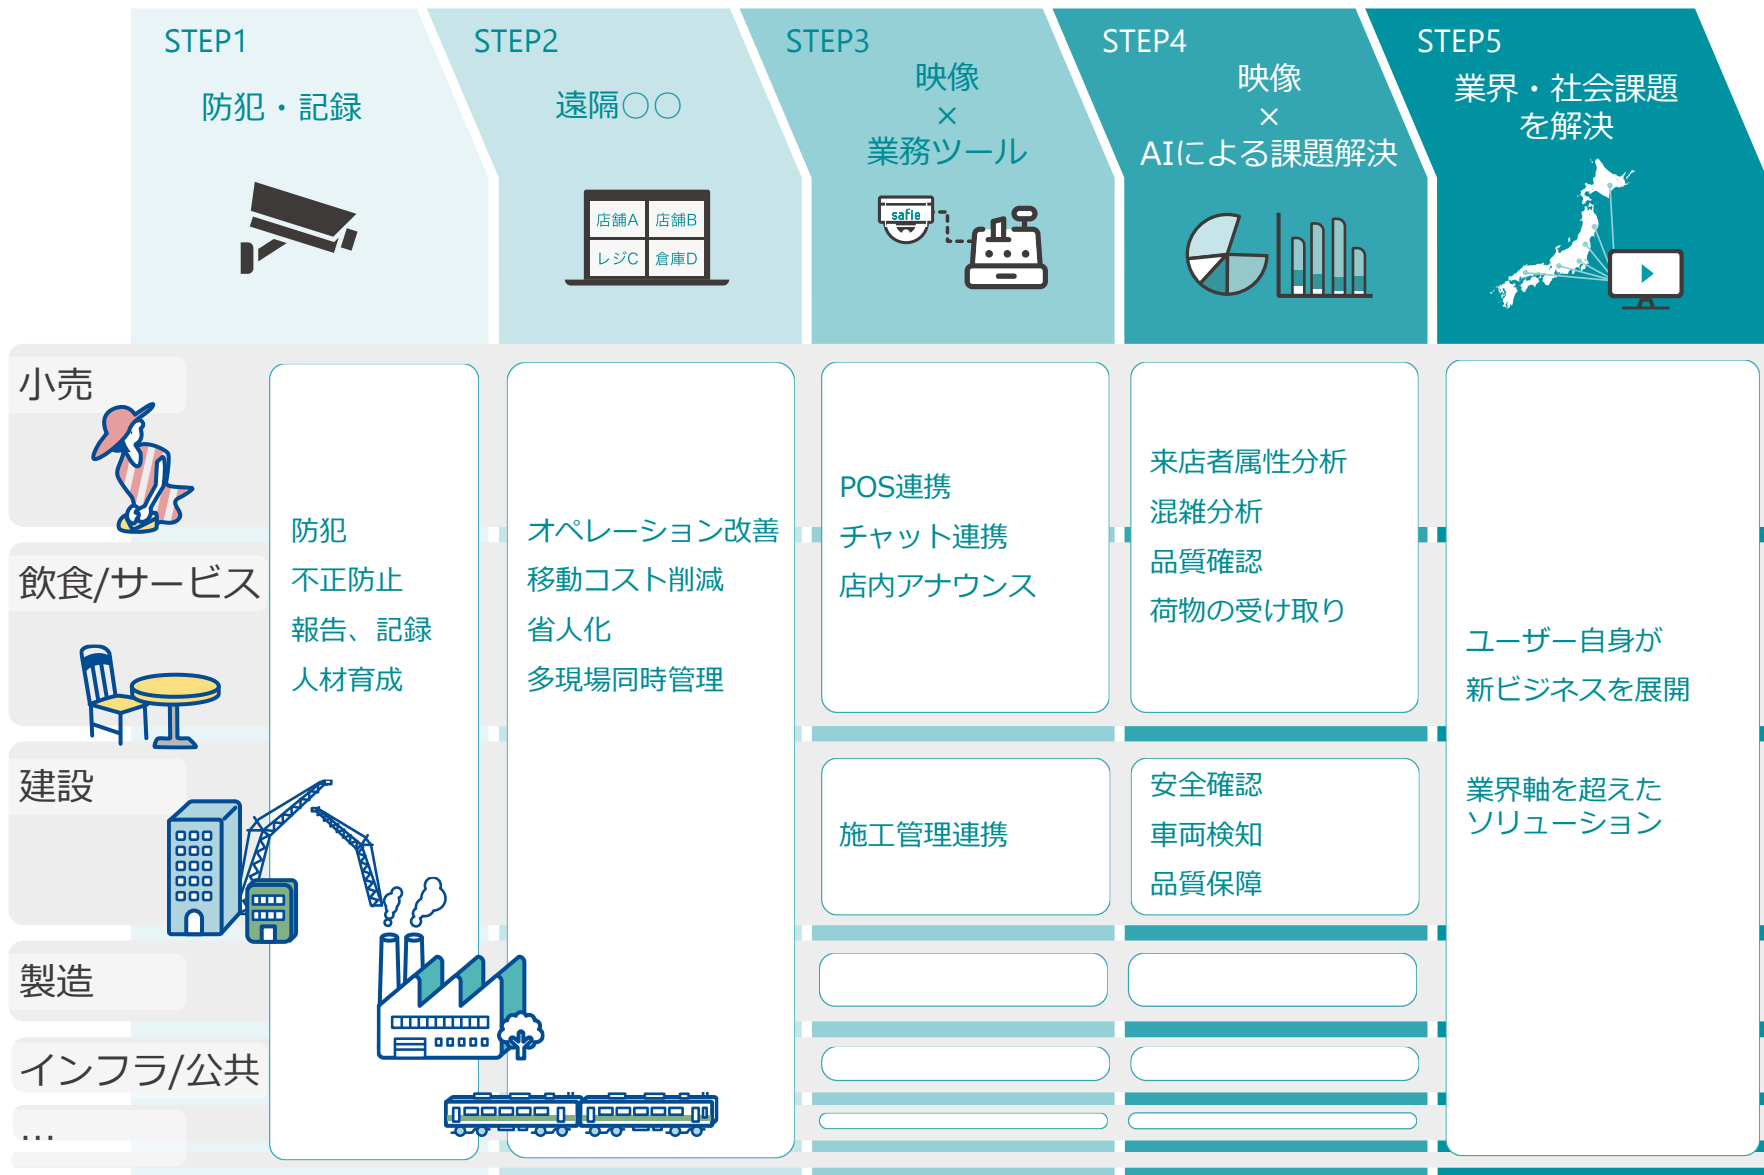 STEP1
防犯・記録
STEP2
遠隔〇〇
店舗A
店舗B
レジC
倉庫D
STEP3
映像
×
業務ツール
safie
STEP4
映像
×
AIによる課題解決
STEP5
業界・社会課題
を解決
小売
飲食/サービス
建設
製造
インフラ/公共
…
防犯
不正防止
報告、記録
人材育成
オペレーション改善
移動コスト削減
省人化
多現場同時管理
POS連携
チャット連携
店内アナウンス
施工管理連携
来店者属性分析
混雑分析
品質確認
荷物の受け取り
安全確認
車両検知
品質保障
ユーザー自身が
新ビジネスを展開
業界軸を超えた
ソリューション